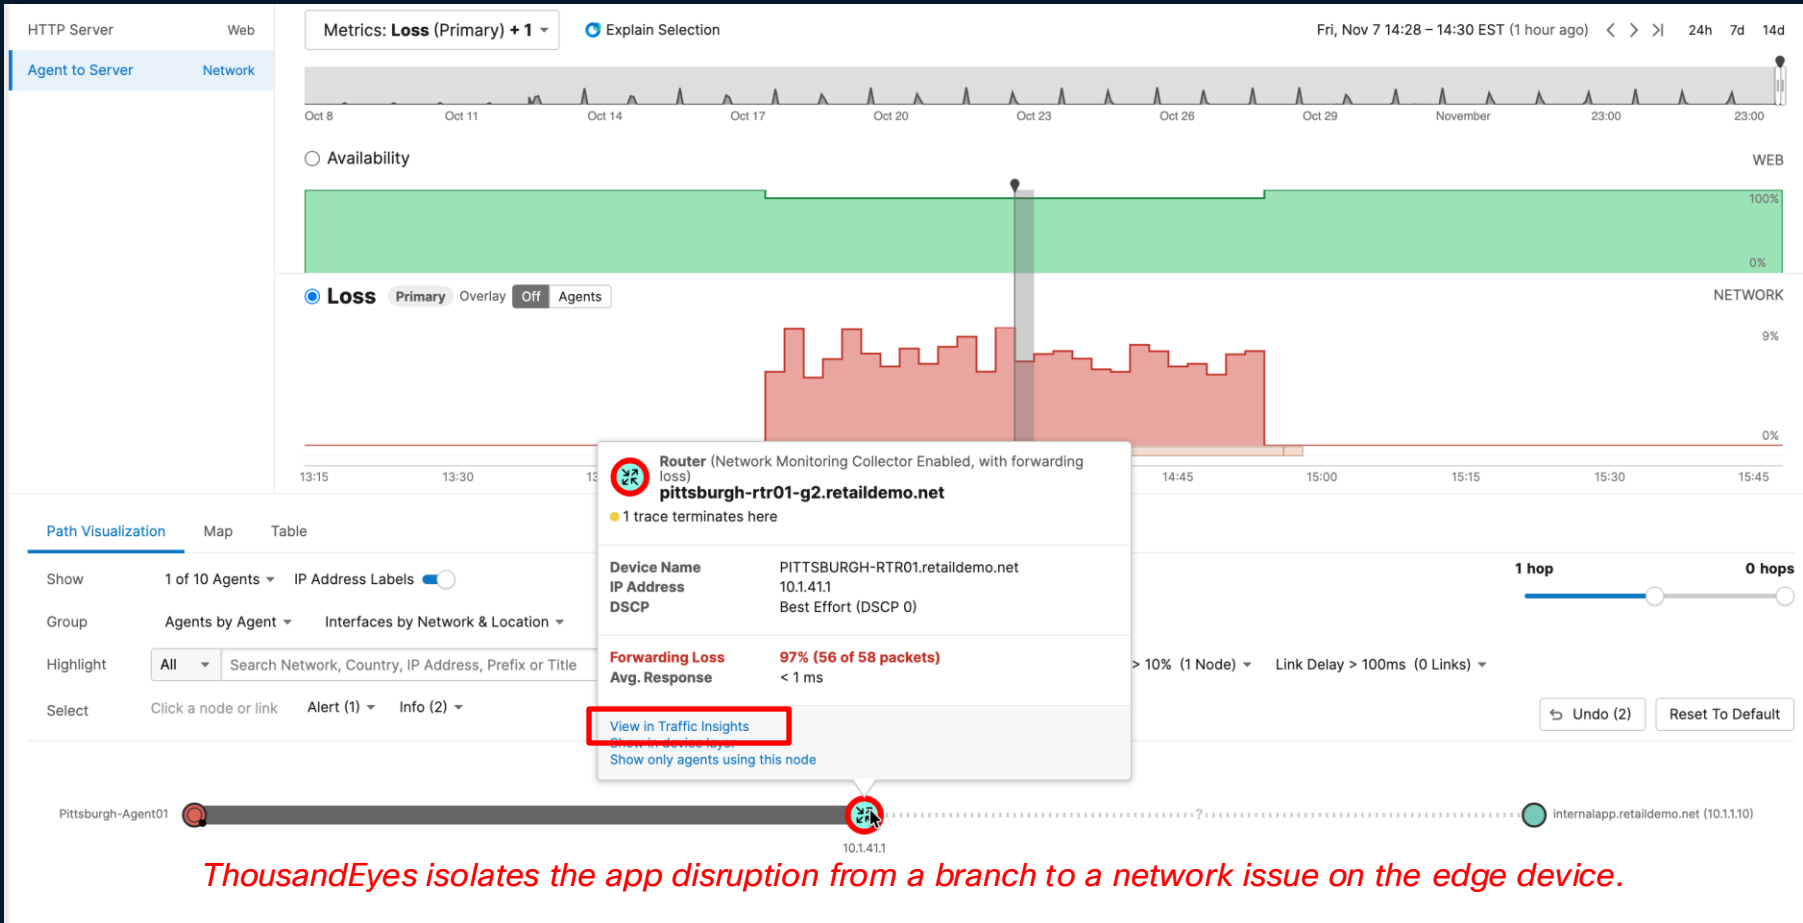 HTTP Server Web
Agent to Server Network
Metrics: Loss (Primary) + 1
Explain Selection
Fri, Nov 7 14:28 – 14:30 EST (1 hour ago)
24h 7d 14d
Oct 8 Oct 11 Oct 14 Oct 17 Oct 20 Oct 23 Oct 26 Oct 29 November 23:00 23:00
Availability
WEB
100%
0%
Loss Primary Overlay Off Agents
NETWORK
9%
0%
13:15 13:30 13 14:45 15:00 15:15 15:30 15:45
Router (Network Monitoring Collector Enabled, with forwarding
loss)
pittsburgh-rtr01-g2.retaildemo.net
1 trace terminates here
Device Name PITTSBURGH-RTR01.retaildemo.net
IP Address 10.1.41.1
DSCP Best Effort (DSCP 0)
Forwarding Loss 97% (56 of 58 packets)
Avg. Response < 1 ms
View in Traffic Insights
Show in device layer
Show only agents using this node
Path Visualization Map Table
Show 1 of 10 Agents IP Address Labels
1 hop 0 hops
Group Agents by Agent Interfaces by Network & Location
Highlight All Search Network, Country, IP Address, Prefix or Title
> 10% (1 Node) Link Delay > 100ms (0 Links)
Select Click a node or link Alert (1) Info (2)
Undo (2) Reset To Default
Pittsburgh-Agent01
?
internalapp.retaildemo.net (10.1.1.10)
10.1.41.1
ThousandEyes isolates the app disruption from a branch to a network issue on the edge device.